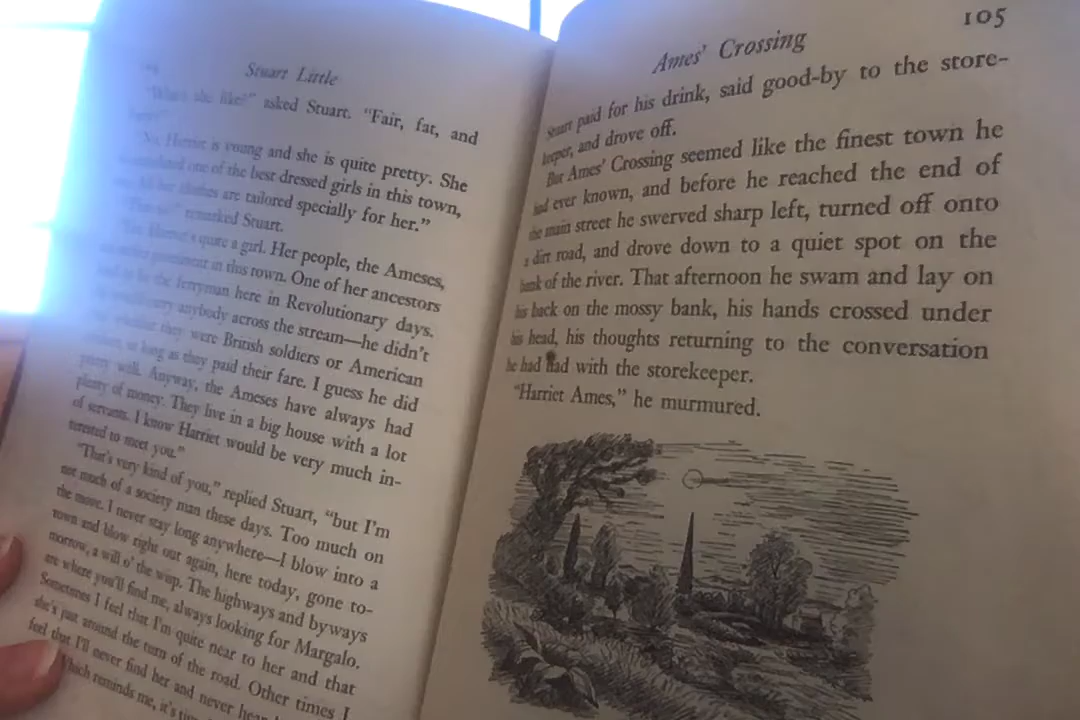 Stuart Little
"What's she like?" asked Stuart. "Fair, fat, and
"No, Harriet is young and she is quite pretty. She
one of the best dressed girls in this town,
All her clothes are tailored specially for her."
remarked Stuart.
quite a girl. Her people, the Ameses,
prominent in this town. One of her ancestors
used to be the ferryman here in Revolutionary days.
anybody across the stream—he didn't
whether they were British soldiers or American
as long as they paid their fare. I guess he did
pretty well. Anyway, the Ameses have always had
plenty of money. They live in a big house with a lot
of servants. I know Harriet would be very much in-
terested to meet you."
"That's very kind of you," replied Stuart, "but I'm
not much of a society man these days. Too much on
the move. I never stay long anywhere—I blow into a
town and blow right out again, here today, gone to-
morrow, a will o' the wisp. The highways and byways
are where you'll find me, always looking for Margalo.
Sometimes I feel that I'm quite near to her and that
she's just around the turn of the road. Other times I
feel that I'll never find her and never hear
Which reminds me, it's
105
Ames' Crossing
Stuart paid for his drink, said good-by to the store-
keeper, and drove off.
But Ames' Crossing seemed like the finest town he
had ever known, and before he reached the end of
the main street he swerved sharp left, turned off onto
a dirt road, and drove down to a quiet spot on the
bank of the river. That afternoon he swam and lay on
his back on the mossy bank, his hands crossed under
his head, his thoughts returning to the conversation
he had had with the storekeeper.
"Harriet Ames," he murmured.